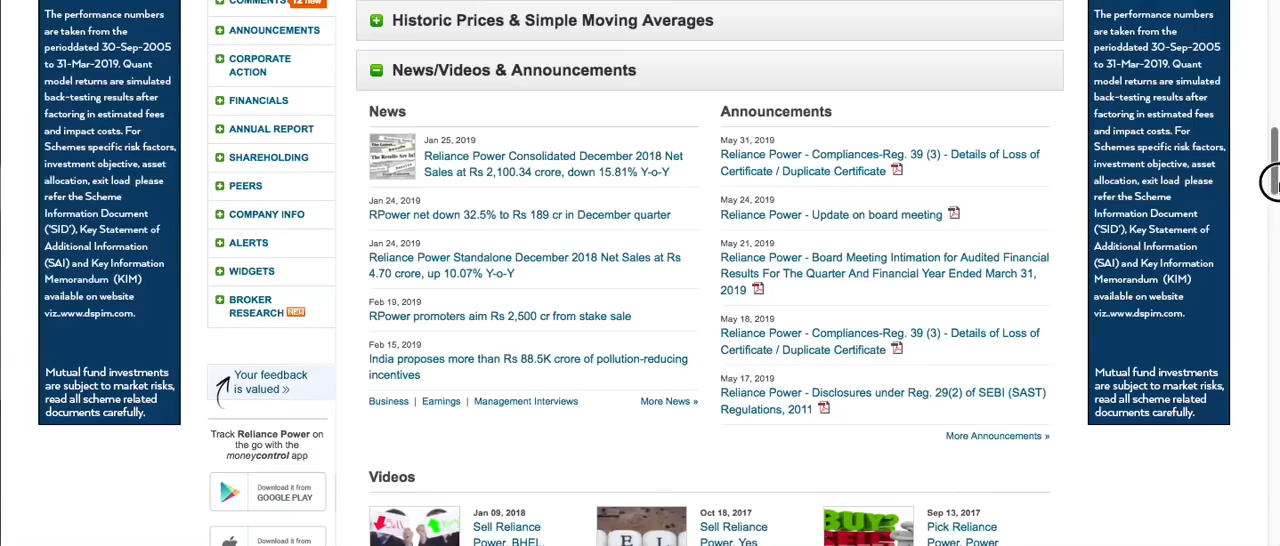 The performance numbers
are taken from the
perioddated 30-Sep-2005
to 31-Mar-2019. Quant
model returns are simulated
back-testing results after
factoring in estimated fees
and impact costs. For
Schemes specific risk factors,
investment objective, asset
allocation, exit load please
refer the Scheme
Information Document
("SID"), Key Statement of
Additional Information
(SAI) and Key Information
Memorandum (KIM)
available on website
viz..www.dspim.com.
Mutual fund investments
are subject to market risks,
read all scheme related
documents carefully.
COMMENTS 12 new
ANNOUNCEMENTS
CORPORATE
ACTION
FINANCIALS
ANNUAL REPORT
SHAREHOLDING
PEERS
COMPANY INFO
ALERTS
WIDGETS
BROKER
RESEARCH NEW
Your feedback
is valued »
Track Reliance Power on
the go with the
moneycontrol app
Download it from
GOOGLE PLAY
Download it from
Historic Prices & Simple Moving Averages
News/Videos & Announcements
News
Jan 25, 2019
Reliance Power Consolidated December 2018 Net
Sales at Rs 2,100.34 crore, down 15.81% Y-o-Y
Jan 24, 2019
RPower net down 32.5% to Rs 189 cr in December quarter
Jan 24, 2019
Reliance Power Standalone December 2018 Net Sales at Rs
4.70 crore, up 10.07% Y-o-Y
Feb 19, 2019
RPower promoters aim Rs 2,500 cr from stake sale
Feb 15, 2019
India proposes more than Rs 88.5K crore of pollution-reducing
incentives
Business | Earnings | Management Interviews More News »
Announcements
May 31, 2019
Reliance Power - Compliances-Reg. 39 (3) - Details of Loss of
Certificate / Duplicate Certificate
May 24, 2019
Reliance Power - Update on board meeting
May 21, 2019
Reliance Power - Board Meeting Intimation for Audited Financial
Results For The Quarter And Financial Year Ended March 31,
2019
May 18, 2019
Reliance Power - Compliances-Reg. 39 (3) - Details of Loss of
Certificate / Duplicate Certificate
May 17, 2019
Reliance Power - Disclosures under Reg. 29(2) of SEBI (SAST)
Regulations, 2011
More Announcements »
Videos
Jan 09, 2018
Sell Reliance
Power, BHEL,
Oct 18, 2017
Sell Reliance
Power, Yes
BUY?
SELL
Sep 13, 2017
Pick Reliance
Power, Power
The performance numbers
are taken from the
perioddated 30-Sep-2005
to 31-Mar-2019. Quant
model returns are simulated
back-testing results after
factoring in estimated fees
and impact costs. For
Schemes specific risk factors,
investment objective, asset
allocation, exit load please
refer the Scheme
Information Document
("SID"), Key Statement of
Additional Information
(SAI) and Key Information
Memorandum (KIM)
available on website
viz..www.dspim.com.
Mutual fund investments
are subject to market risks,
read all scheme related
documents carefully.